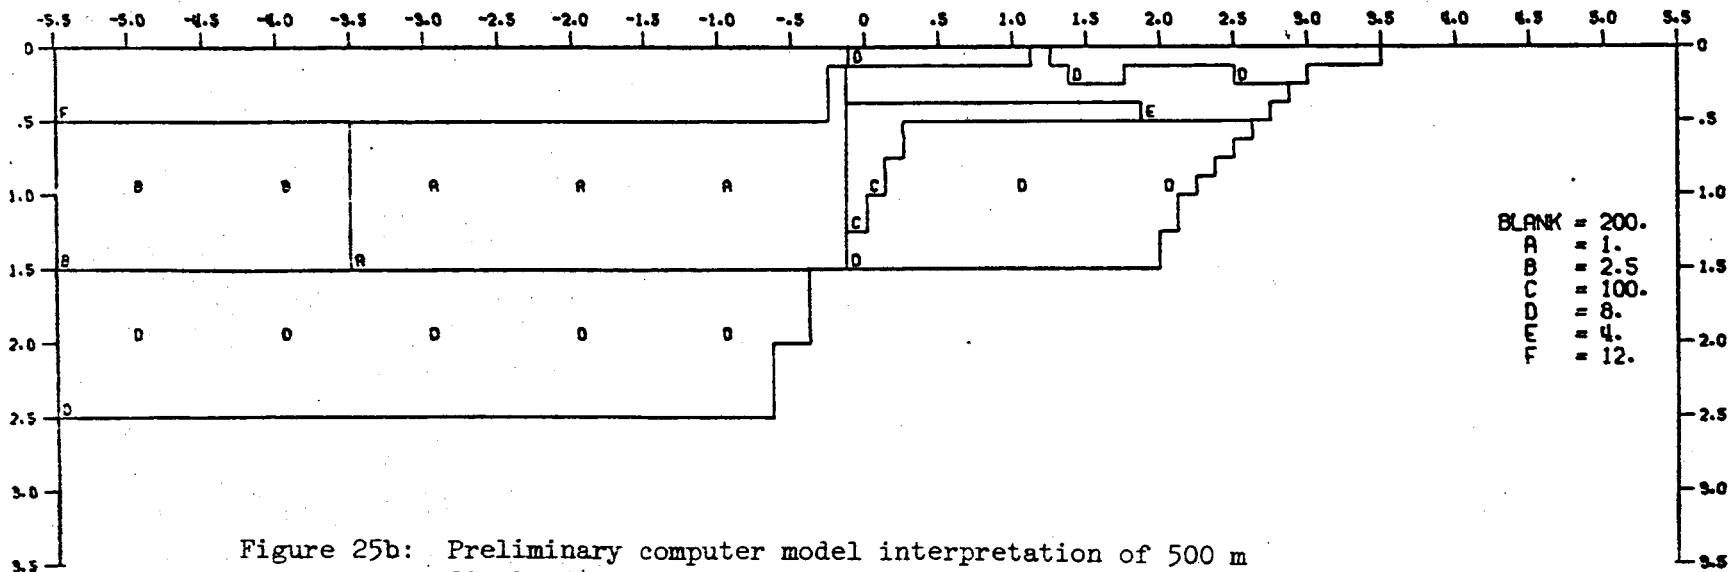 -5.5 -5.0 -4.5 -4.0 -3.5 -3.0 -2.5 -2.0 -1.5 -1.0 -.5 0 .5 1.0 1.5 2.0 2.5 3.0 3.5 4.0 4.5 5.0 5.5
0 D 0
D D
F E
.5 .5
B B A A A C D D
1.0 1.0
C
BLANK = 200.
A = 1.
B A D
1.5 1.5
B = 2.5
C = 100.
D = 8.
E = 4.
F = 12.
D D D D D
2.0 2.0
D
2.5 2.5
3.0 3.0
3.5 3.5
Figure 25b: Preliminary computer model interpretation of 500 m